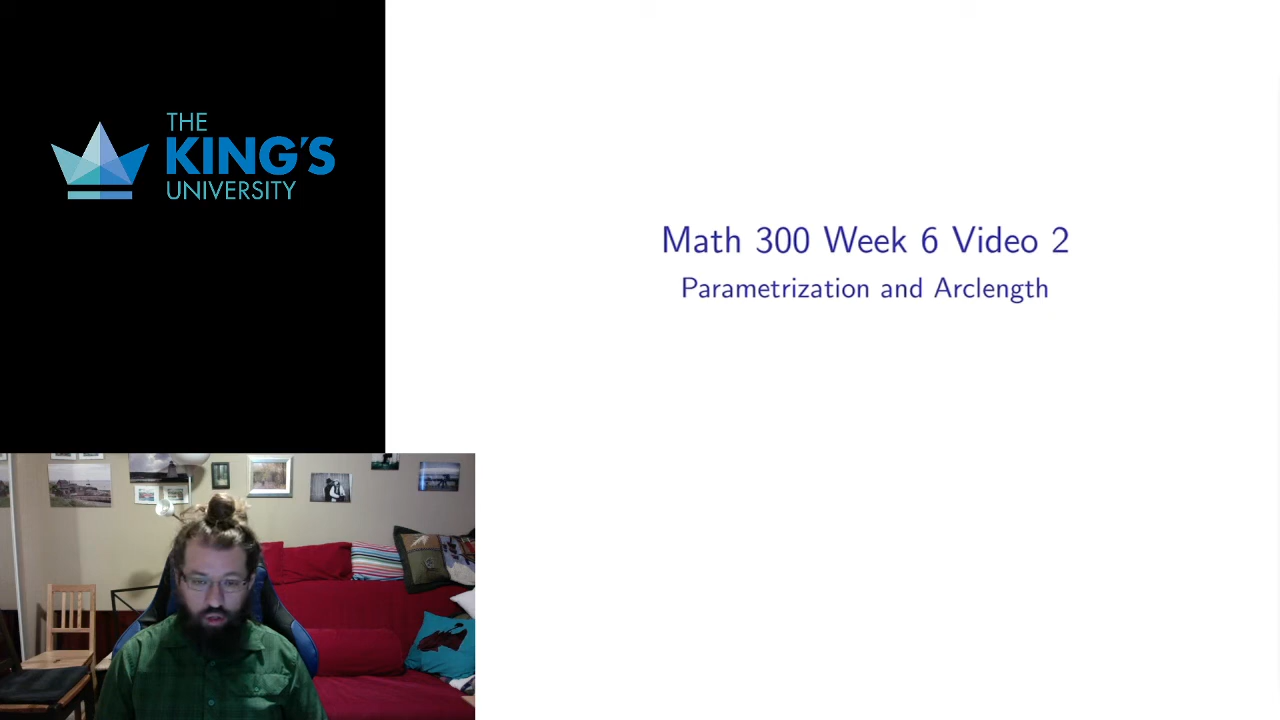 THE
KING'S
UNIVERSITY
Math 300 Week 6 Video 2
Parametrization and Arclength